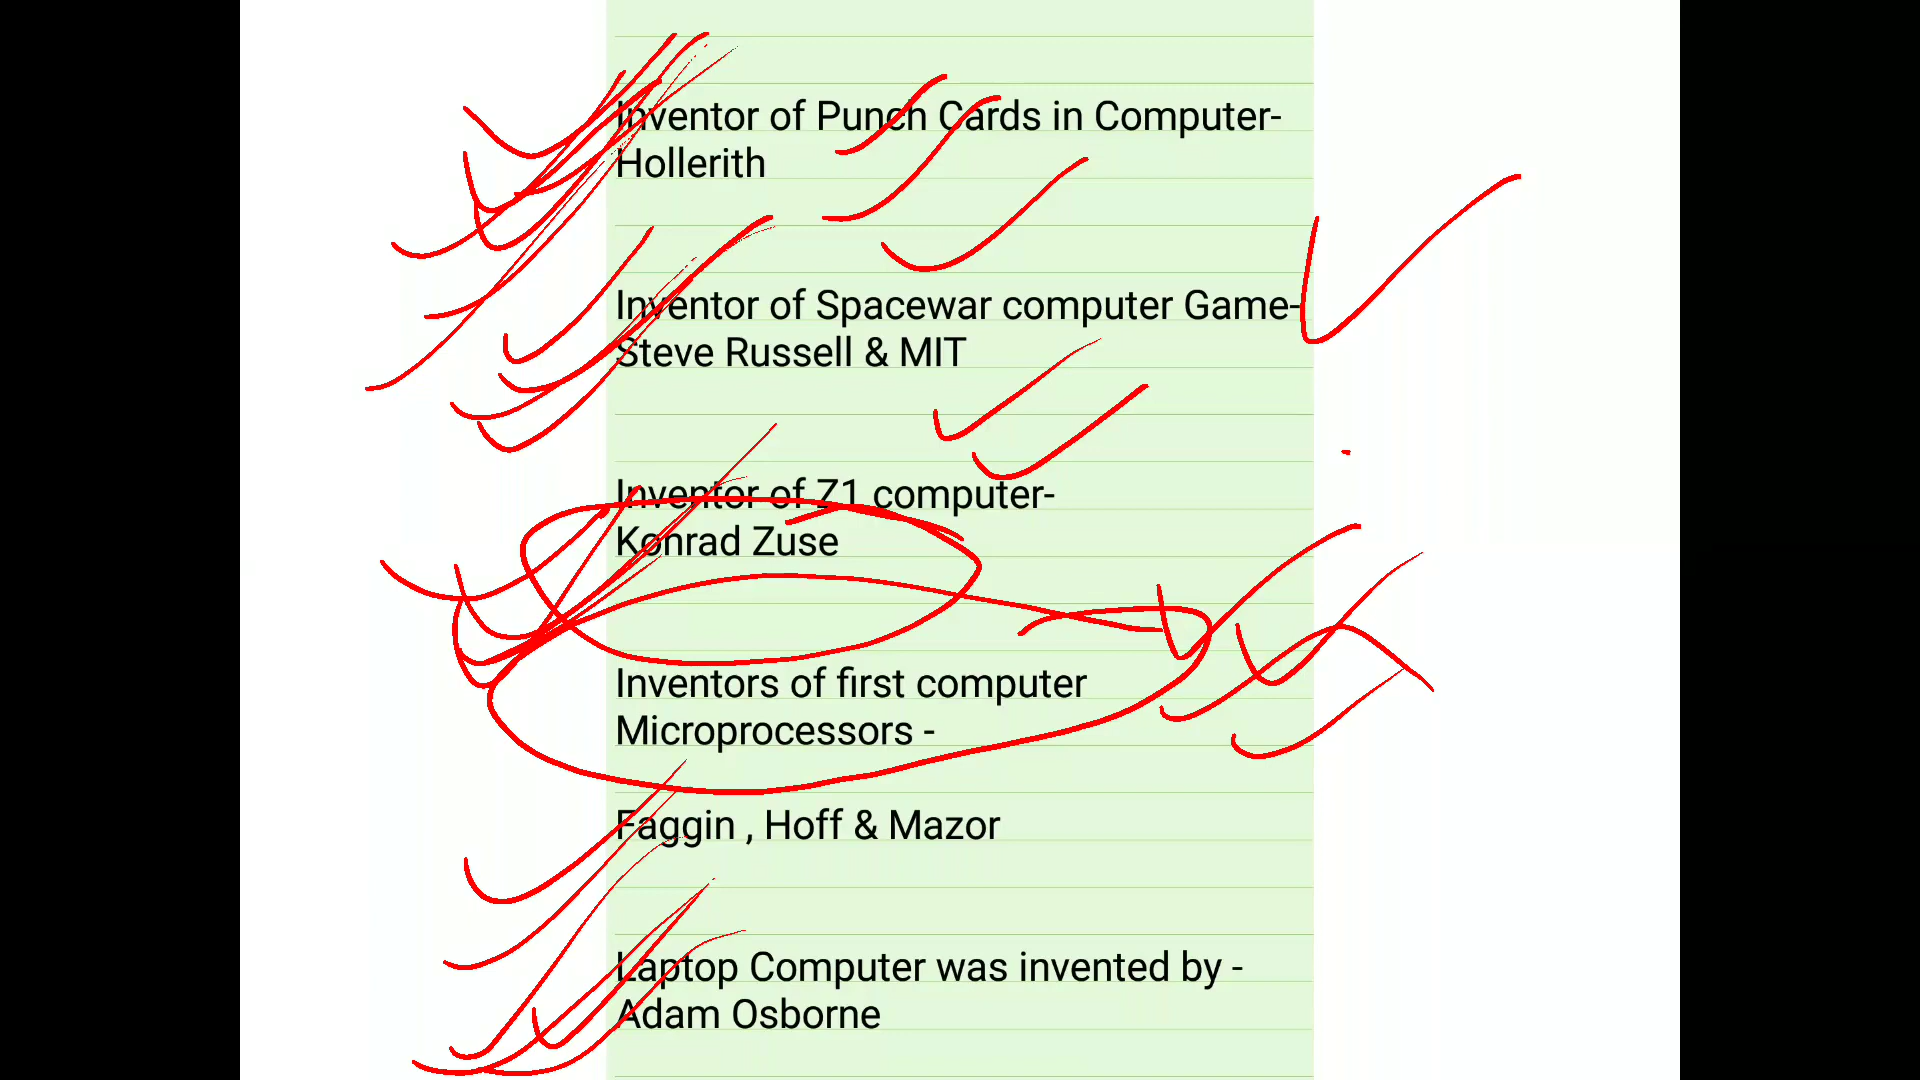 Inventor of Punch Cards in Computer-
Hollerith
Inventor of Spacewar computer Game-
Steve Russell & MIT
Inventor of Z1 computer-
Konrad Zuse
Inventors of first computer
Microprocessors -
Faggin , Hoff & Mazor
Laptop Computer was invented by -
Adam Osborne